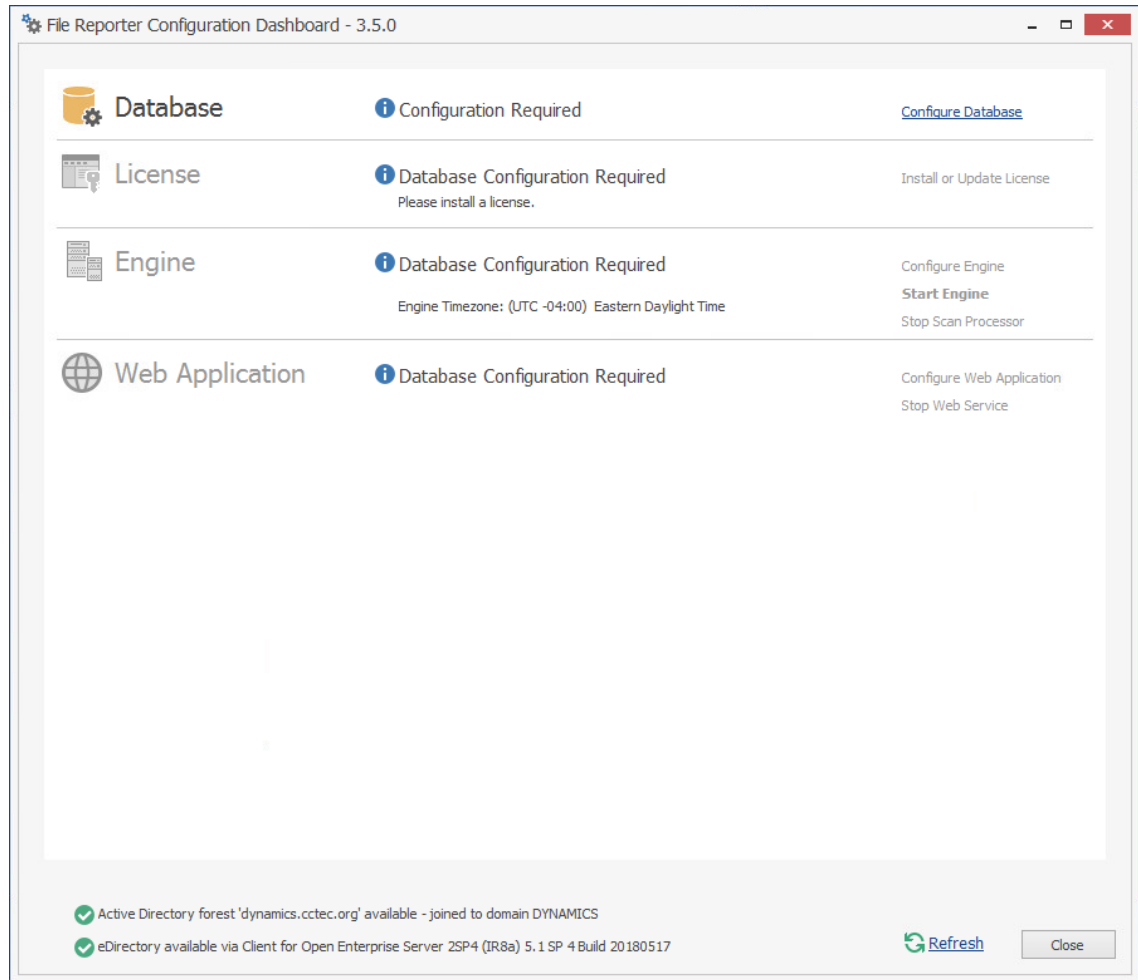 File Reporter Configuration Dashboard - 3.5.0
Database
Configuration Required
Configure Database
License
Database Configuration Required
Install or Update License
Please install a license.
Engine
Database Configuration Required
Configure Engine
Start Engine
Engine Timezone: (UTC -04:00) Eastern Daylight Time
Stop Scan Processor
Web Application
Database Configuration Required
Configure Web Application
Stop Web Service
Active Directory forest 'dynamics.cctec.org' available - joined to domain DYNAMICS
eDirectory available via Client for Open Enterprise Server 2SP4 (IR8a) 5.1 SP 4 Build 20180517
Refresh
Close